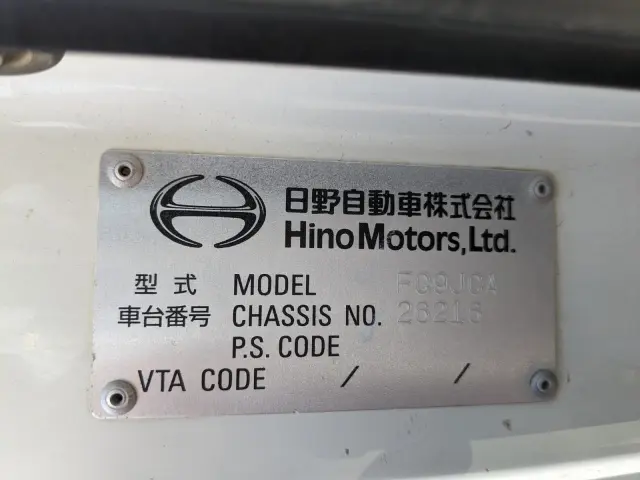 日野自動車株式会社
Hino Motors, Ltd.
型式 MODEL FC9JCA
車台番号 CHASSIS NO. 26216
P.S. CODE
VTA CODE / /